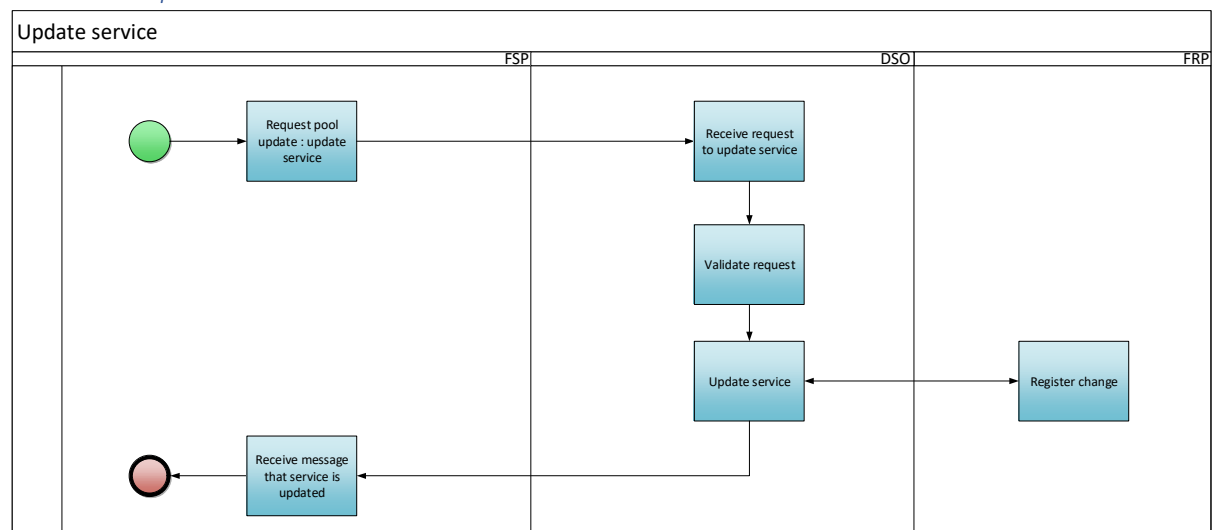 Update service
FSP
DSO
FRP
Request pool
update : update
service
Receive request
to update service
Validate request
Update service
Register change
Receive message
that service is
updated